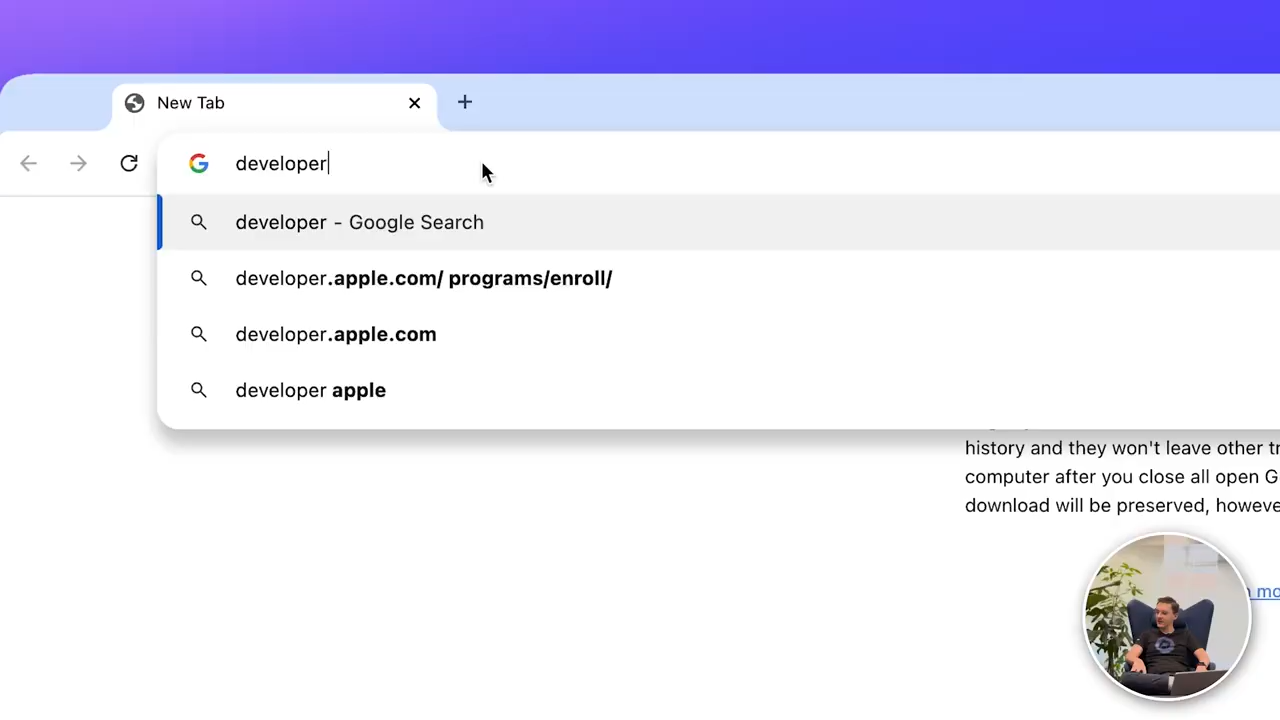 New Tab
developer
developer - Google Search
developer.apple.com/ programs/enroll/
developer.apple.com
developer apple
history and they won't leave other
computer after you close all open G
download will be preserved, howeve